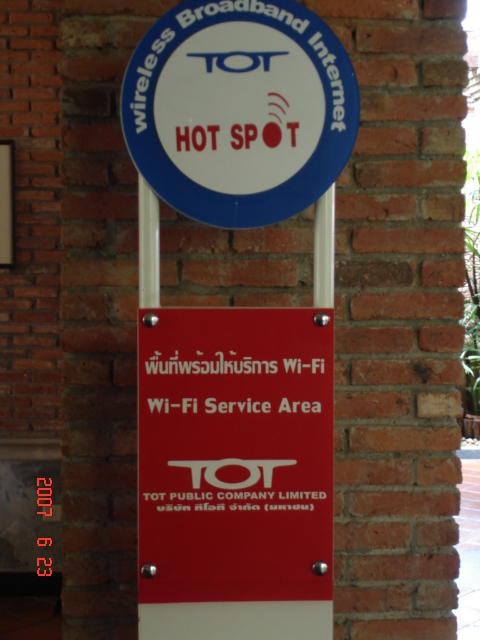 wireless Broadband Internet
TOT
HOT SPOT
พื้นที่พร้อมให้บริการ Wi-Fi
Wi-Fi Service Area
TOT
TOT PUBLIC COMPANY LIMITED
บริษัท ทีโอที จำกัด (มหาชน)
2007 6 23